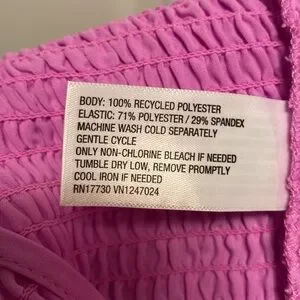 BODY: 100% RECYCLED POLYESTER
ELASTIC: 71% POLYESTER / 29% SPANDEX
MACHINE WASH COLD SEPARATELY
GENTLE CYCLE
ONLY NON-CHLORINE BLEACH IF NEEDED
TUMBLE DRY LOW, REMOVE PROMPTLY
COOL IRON IF NEEDED
RN17730 VN1247024